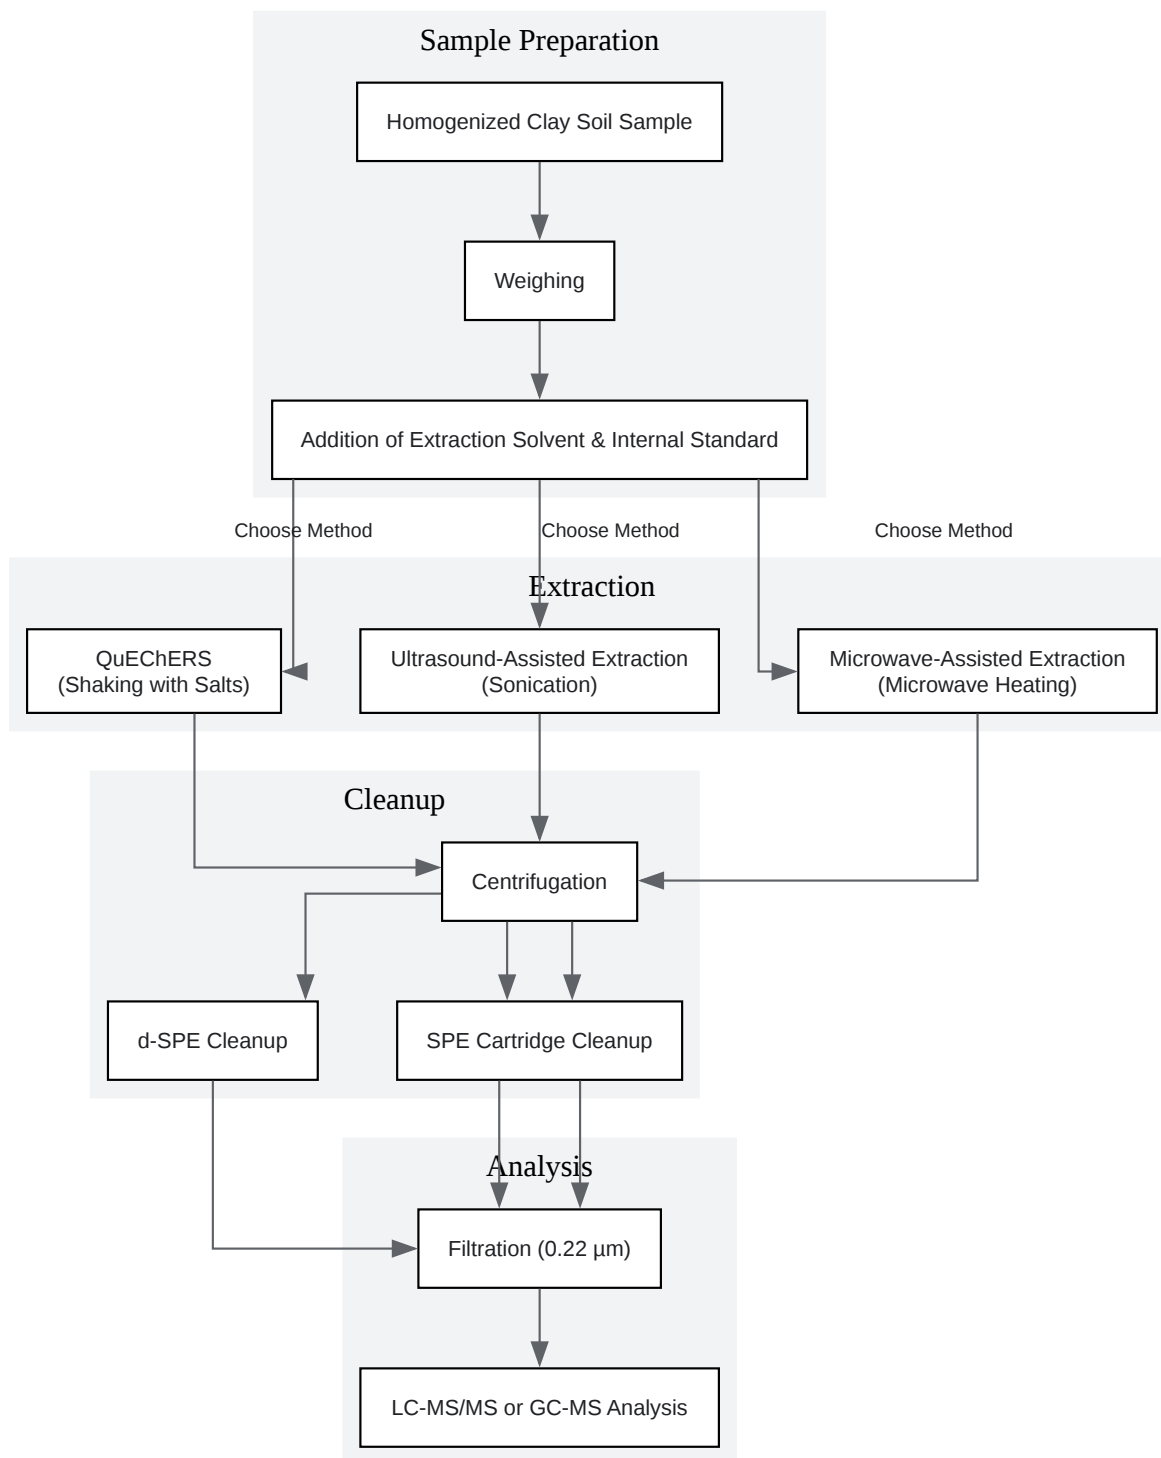 Sample Preparation
Homogenized Clay Soil Sample
Weighing
Addition of Extraction Solvent & Internal Standard
Choose Method
Choose Method
Choose Method
Extraction
QuEChERS
(Shaking with Salts)
Ultrasound-Assisted Extraction
(Sonication)
Microwave-Assisted Extraction
(Microwave Heating)
Cleanup
Centrifugation
d-SPE Cleanup
SPE Cartridge Cleanup
Analysis
Filtration (0.22 µm)
LC-MS/MS or GC-MS Analysis